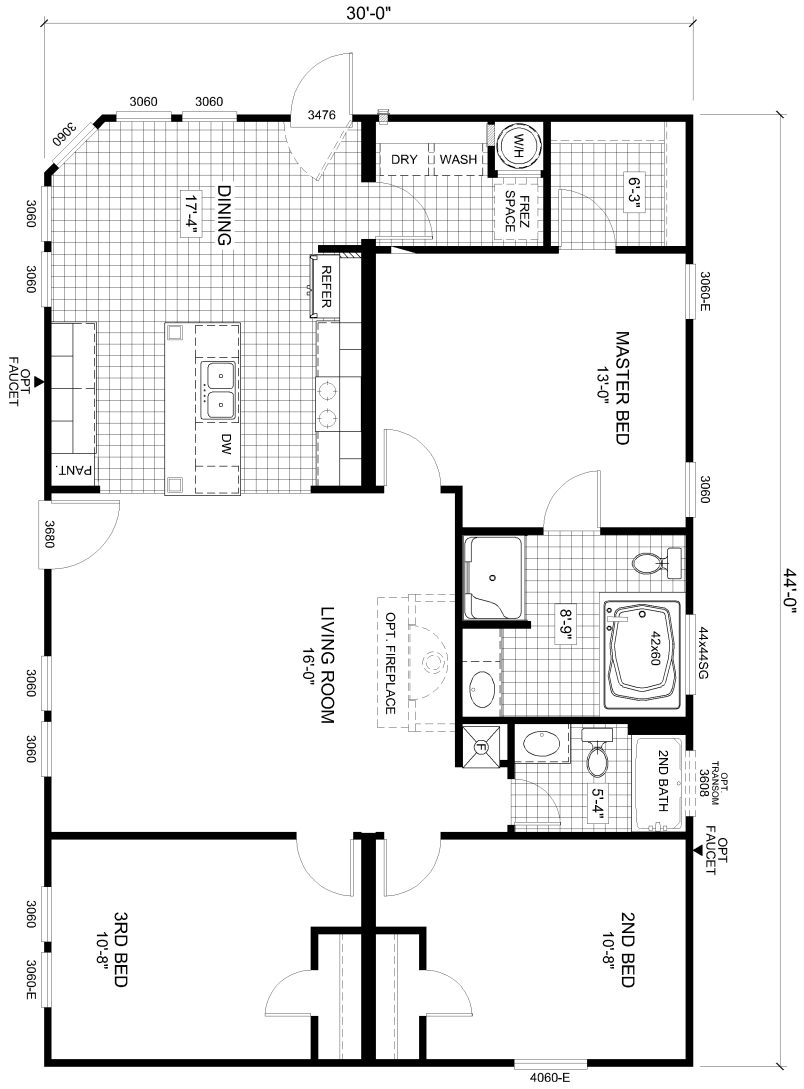 30'-0"
3060
3060
3476
3060
3060
3060
DINING
17'-4"
DRY
WASH
W/H
FREZ
SPACE
6'-3"
REFER
3060-E
OPT
FAUCET
PANT.
DW
MASTER BED
13'-0"
3060
3680
44'-0"
LIVING ROOM
16'-0"
OPT. FIREPLACE
8'-9"
42x60
44x44SG
3060
3060
F
5'-4"
2ND BATH
OPT.
TRANSOM
3608
OPT
FAUCET
3RD BED
10'-8"
2ND BED
10'-8"
3060
3060-E
4060-E